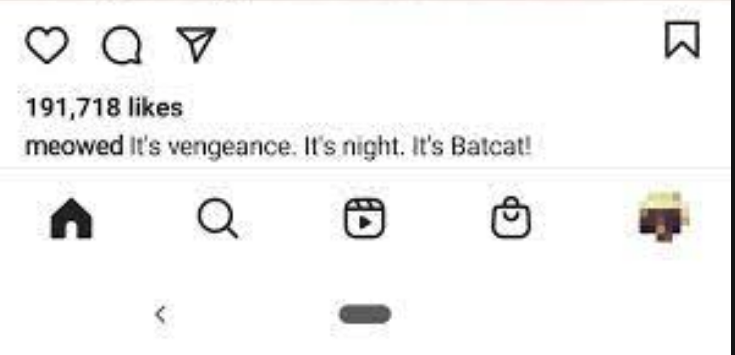 191,718 likes
meowed It's vengeance. It's night. It's Batcat!